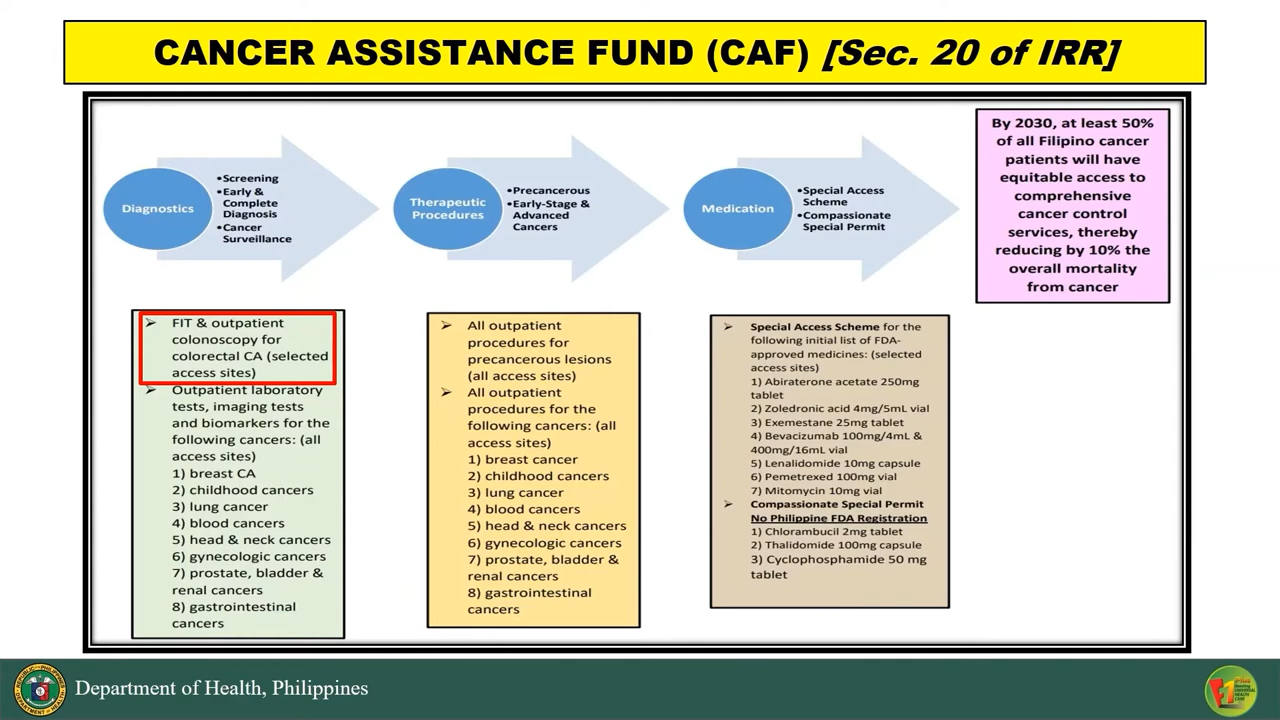 CANCER ASSISTANCE FUND (CAF) [Sec. 20 of IRR]
Diagnostics
•Screening
•Early &
Complete
Diagnosis
•Cancer
Surveillance
Therapeutic
Procedures
•Precancerous
•Early-Stage &
Advanced
Cancers
Medication
•Special Access
Scheme
•Compassionate
Special Permit
By 2030, at least 50%
of all Filipino cancer
patients will have
equitable access to
comprehensive
cancer control
services, thereby
reducing by 10% the
overall mortality
from cancer
➢ FIT & outpatient
colonoscopy for
colorectal CA (selected
access sites)
➢ Outpatient laboratory
tests, imaging tests
and biomarkers for the
following cancers: (all
access sites)
1) breast CA
2) childhood cancers
3) lung cancer
4) blood cancers
5) head & neck cancers
6) gynecologic cancers
7) prostate, bladder &
renal cancers
8) gastrointestinal
cancers
➢ All outpatient
procedures for
precancerous lesions
(all access sites)
➢ All outpatient
procedures for the
following cancers: (all
access sites)
1) breast cancer
2) childhood cancers
3) lung cancer
4) blood cancers
5) head & neck cancers
6) gynecologic cancers
7) prostate, bladder &
renal cancers
8) gastrointestinal
cancers
➢ Special Access Scheme for the
following initial list of FDA-
approved medicines: (selected
access sites)
1) Abiraterone acetate 250mg
tablet
2) Zoledronic acid 4mg/5mL vial
3) Exemestane 25mg tablet
4) Bevacizumab 100mg/4mL &
400mg/16mL vial
5) Lenalidomide 10mg capsule
6) Pemetrexed 100mg vial
7) Mitomycin 10mg vial
➢ Compassionate Special Permit
No Philippine FDA Registration
1) Chlorambucil 2mg tablet
2) Thalidomide 100mg capsule
3) Cyclophosphamide 50 mg
tablet
Department of Health, Philippines